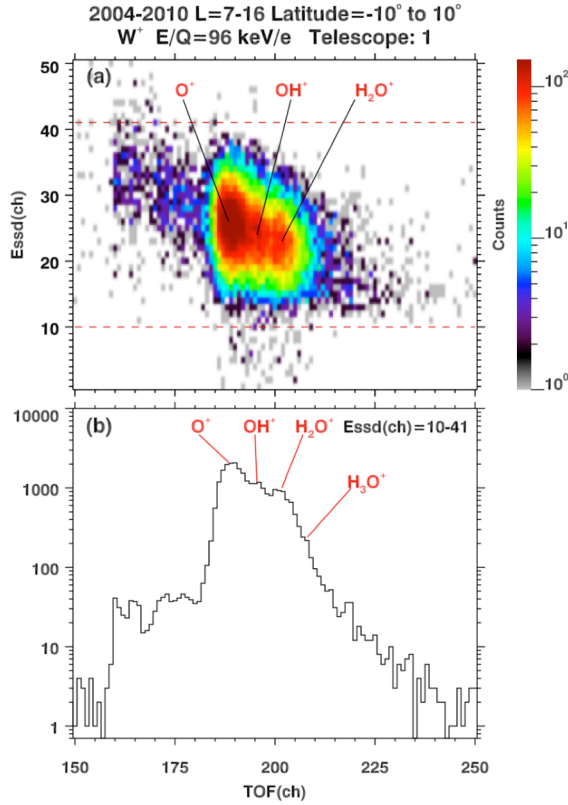 2004-2010 L=7-16 Latitude=-10° to 10°
W⁺ E/Q=96 keV/e Telescope: 1
(a)
O⁺ OH⁺ H₂O⁺
50
40
30
20
10
Essd(ch)
10²
10¹
10⁰
Counts
(b)
O⁺ OH⁺ H₂O⁺ Essd(ch)=10-41
H₃O⁺
10000
1000
100
10
1
150 175 200 225 250
TOF(ch)